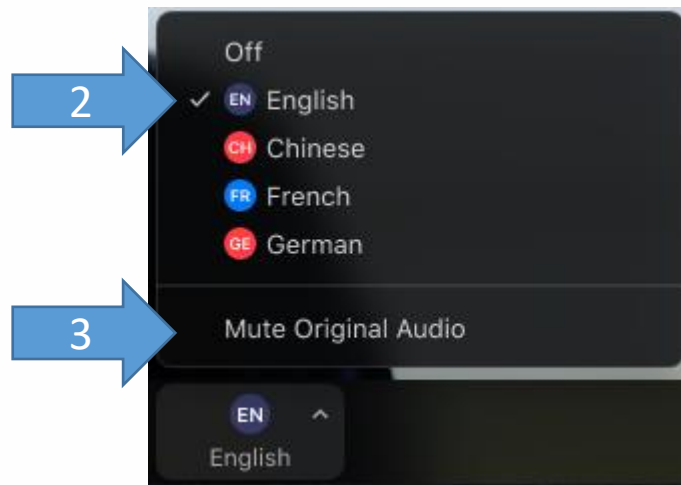 Off
2
EN English
CH Chinese
FR French
GE German
3
Mute Original Audio
EN
English